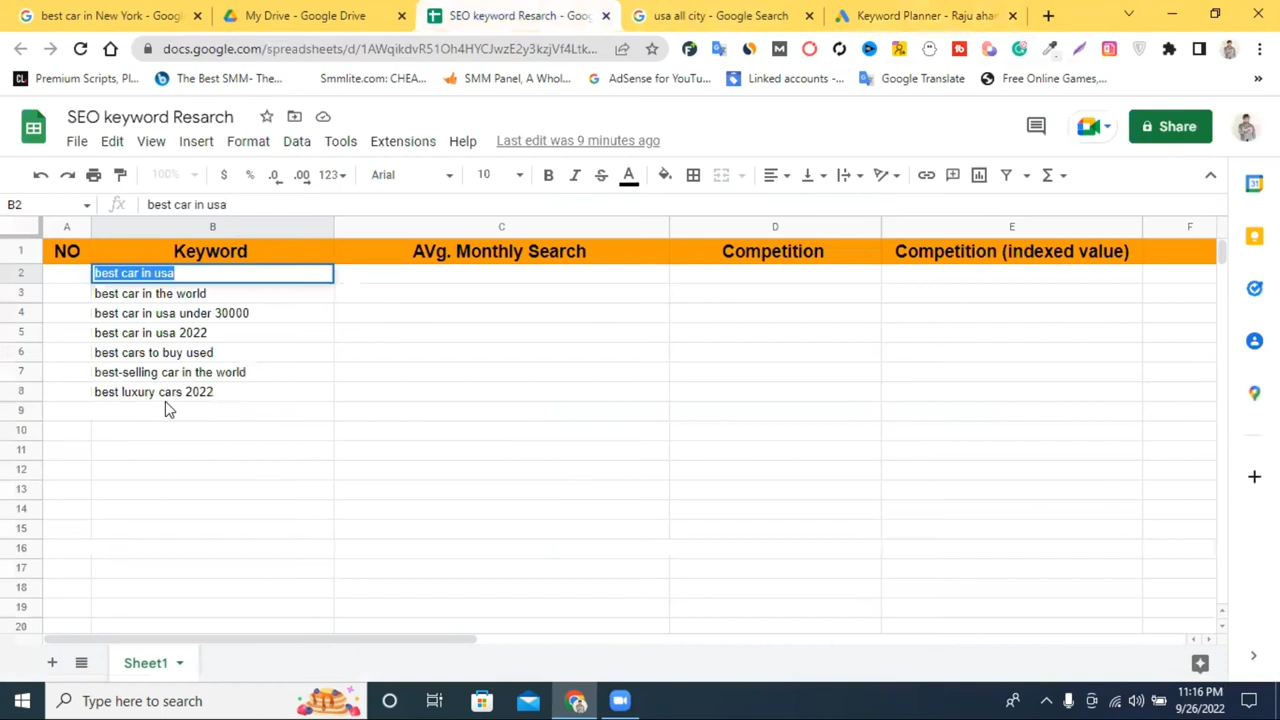 best car in New York - Googl
My Drive - Google Drive
SEO keyword Resarch - Goog
usa all city - Google Search
Keyword Planner - Raju ahar
docs.google.com/spreadsheets/d/1AWqikdvR51Oh4HYCJwzE2y3kzjVf4Ltk...
Premium Scripts, Pl...
The Best SMM- The...
Smmlite.com: CHEA...
SMM Panel, A Whol...
AdSense for YouTu...
Linked accounts -...
Google Translate
Free Online Games,...
SEO keyword Resarch
File Edit View Insert Format Data Tools Extensions Help Last edit was 9 minutes ago
Share
100% $ % .0 .00 123 Arial 10 B I S A
B2 fx best car in usa
A B C D E F
1 NO Keyword AVg. Monthly Search Competition Competition (indexed value)
2 best car in usa
3 best car in the world
4 best car in usa under 30000
5 best car in usa 2022
6 best cars to buy used
7 best-selling car in the world
8 best luxury cars 2022
9
10
11
12
13
14
15
16
17
18
19
20
Sheet1
Type here to search
11:16 PM
9/26/2022